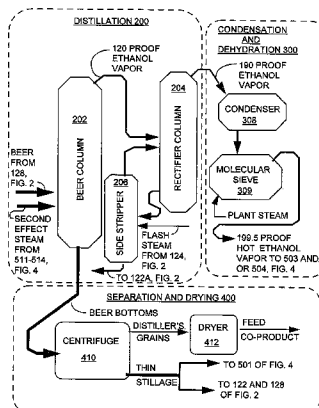 DISTILLATION 200
120 PROOF
ETHANOL
VAPOR
202
BEER COLUMN
204
RECTIFIER COLUMN
206
SIDE STRIPPER
BEER
FROM
128,
FIG. 2
SECOND
EFFECT
STEAM
FROM
511-514,
FIG. 4
FLASH
STEAM
FROM 124,
FIG. 2
TO 122A, FIG. 2
CONDENSATION
AND
DEHYDRATION 300
190 PROOF
ETHANOL
VAPOR
CONDENSER
308
MOLECULAR
SIEVE
309
PLANT STEAM
199.5 PROOF
HOT ETHANOL
VAPOR TO 503 AND/
OR 504, FIG. 4
SEPARATION AND DRYING 400
BEER BOTTOMS
CENTRIFUGE
410
DISTILLER'S
GRAINS
DRYER
412
FEED
CO-PRODUCT
THIN
STILLAGE
TO 501 OF FIG. 4
TO 122 AND 128
OF FIG. 2